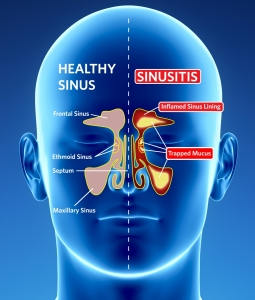 HEALTHY
SINUS
SINUSITIS
Frontal Sinus
Ethmoid Sinus
Septum
Maxillary Sinus
Inflamed Sinus Lining
Trapped Mucus